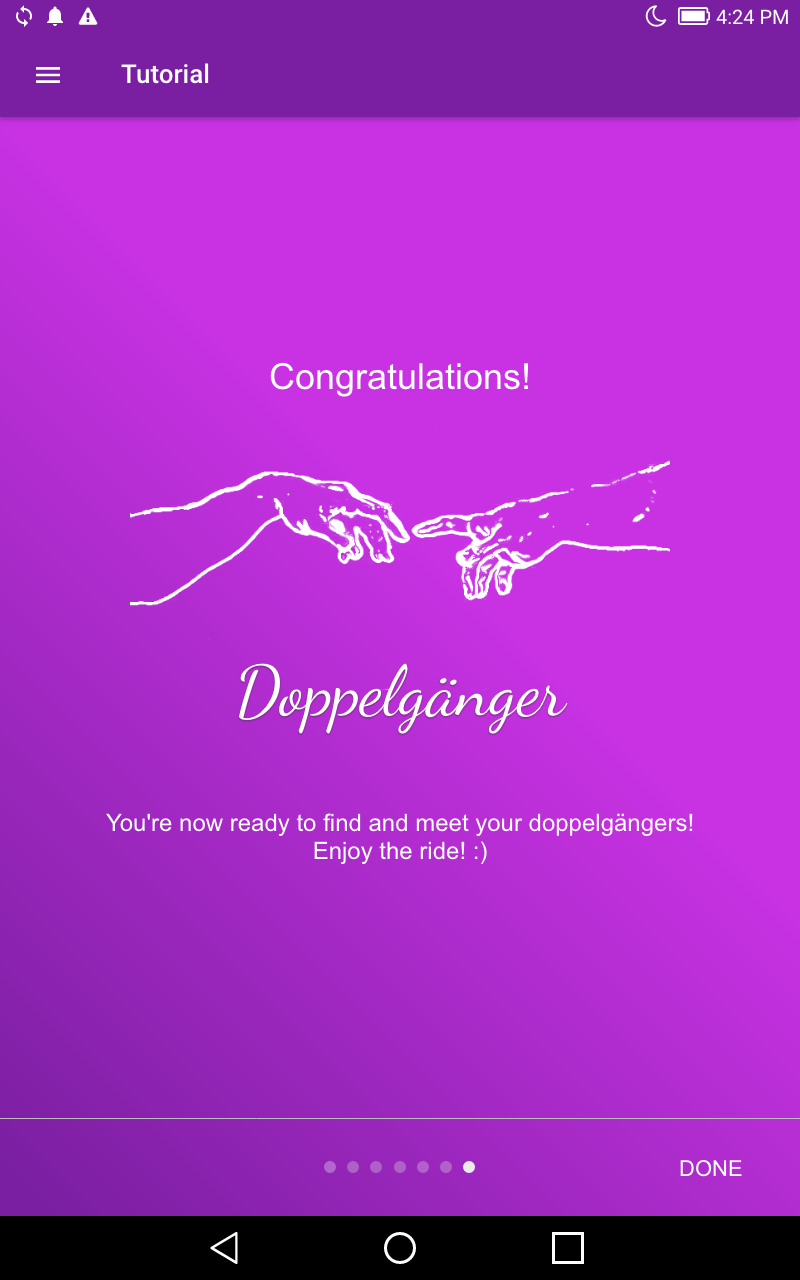 4:24 PM
Tutorial
Congratulations!
Doppelgänger
You're now ready to find and meet your doppelgängers!
Enjoy the ride! :)
DONE